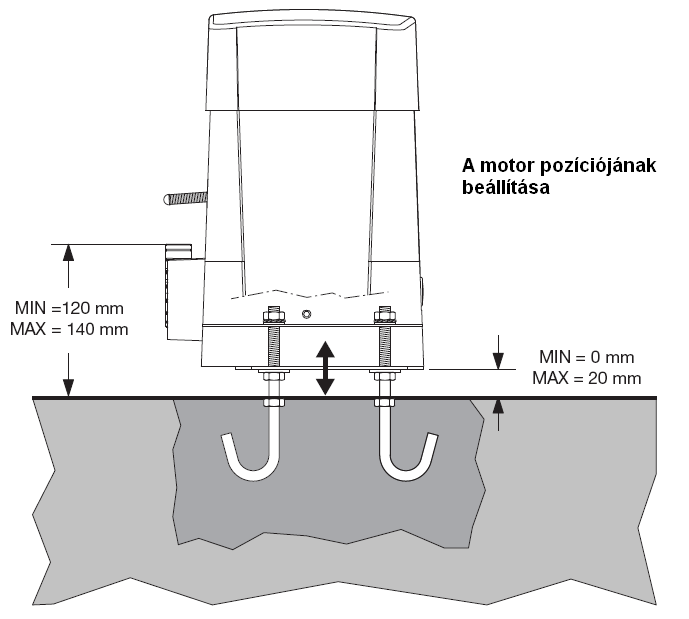 A motor pozíciójának
beállítása
MIN =120 mm
MAX = 140 mm
MIN = 0 mm
MAX = 20 mm